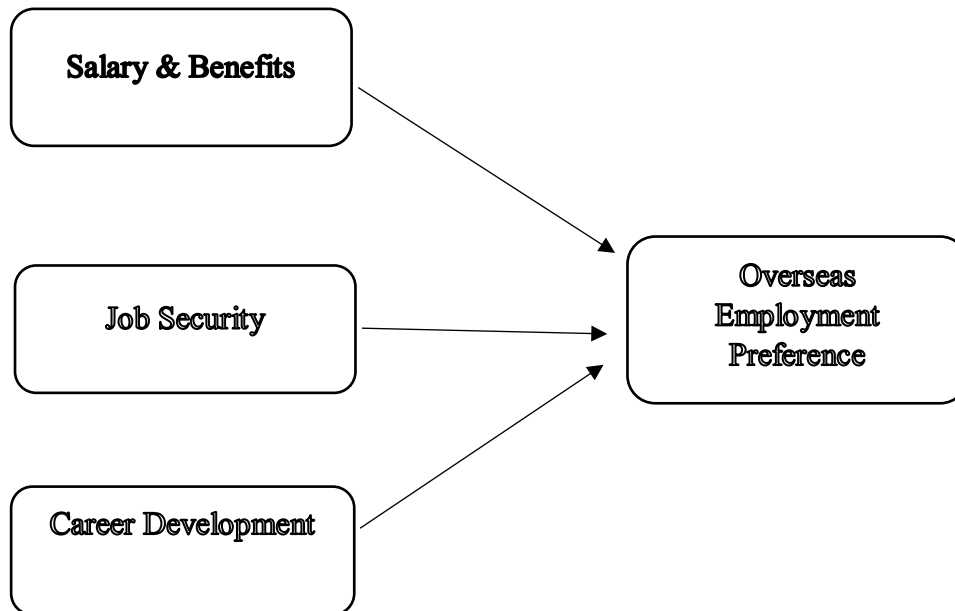 Salary & Benefits
Job Security
Overseas
Employment
Preference
Career Development